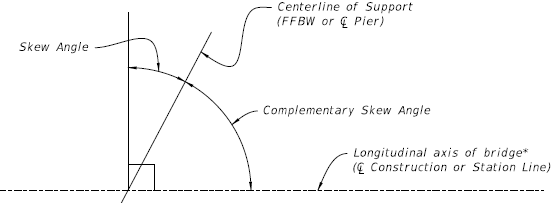 Centerline of Support
(FFBW or ℄ Pier)
Skew Angle
Complementary Skew Angle
Longitudinal axis of bridge*
(℄ Construction or Station Line)